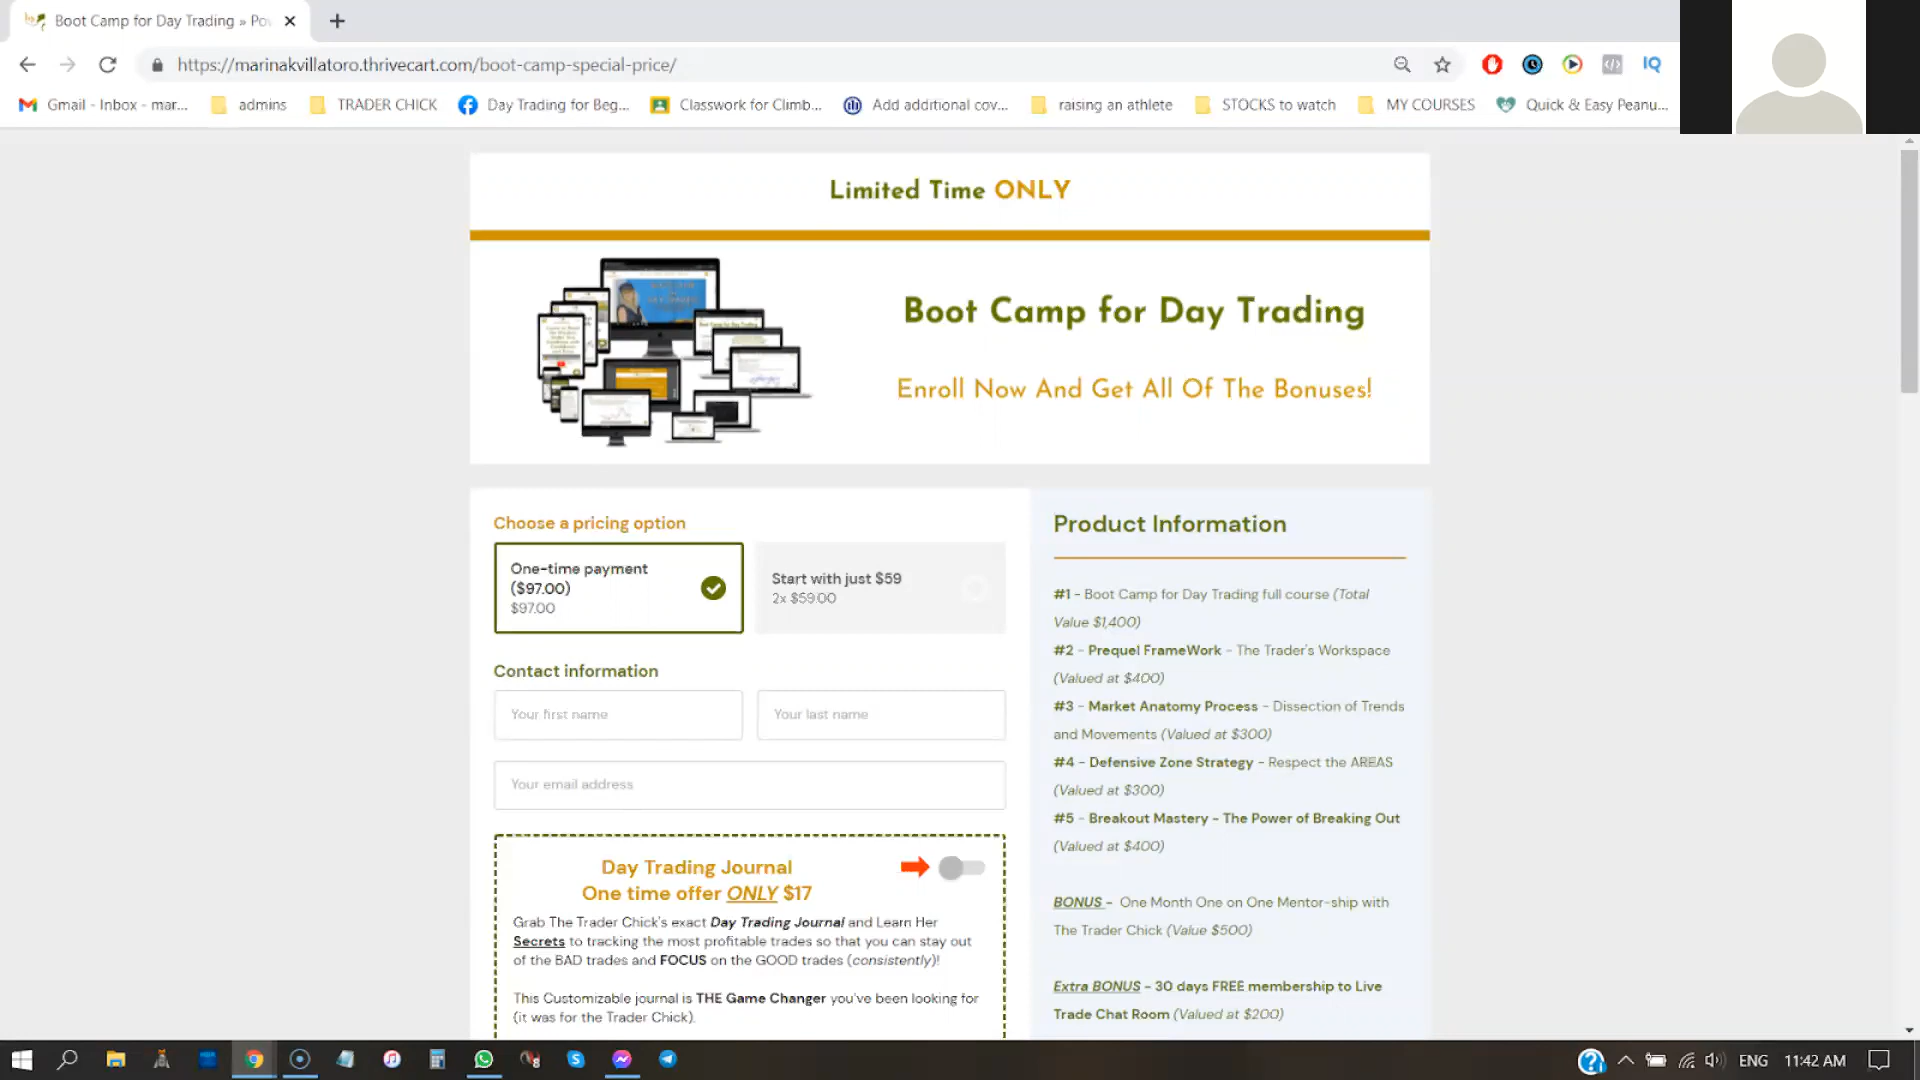 Boot Camp for Day Trading » Po
https://marinakvillatoro.thrivecart.com/boot-camp-special-price/
IQ
Gmail - Inbox - mar...
admins
TRADER CHICK
Day Trading for Beg...
Classwork for Climb...
Add additional cov...
raising an athlete
STOCKS to watch
MY COURSES
Quick & Easy Peanu...
Limited Time ONLY
Boot Camp for Day Trading
Enroll Now And Get All Of The Bonuses!
Choose a pricing option
One-time payment
($97.00)
$97.00
Start with just $59
2x $59.00
Contact information
Your first name
Your last name
Your email address
Day Trading Journal
One time offer ONLY $17
Grab The Trader Chick's exact Day Trading Journal and Learn Her
Secrets to tracking the most profitable trades so that you can stay out
of the BAD trades and FOCUS on the GOOD trades (consistently)!
This Customizable journal is THE Game Changer you've been looking for
(it was for the Trader Chick).
Product Information
#1 - Boot Camp for Day Trading full course (Total
Value $1,400)
#2 - Prequel FrameWork - The Trader's Workspace
(Valued at $400)
#3 - Market Anatomy Process - Dissection of Trends
and Movements (Valued at $300)
#4 - Defensive Zone Strategy - Respect the AREAS
(Valued at $300)
#5 - Breakout Mastery - The Power of Breaking Out
(Valued at $400)
BONUS - One Month One on One Mentor-ship with
The Trader Chick (Value $500)
Extra BONUS - 30 days FREE membership to Live
Trade Chat Room (Valued at $200)
ENG
11:42 AM